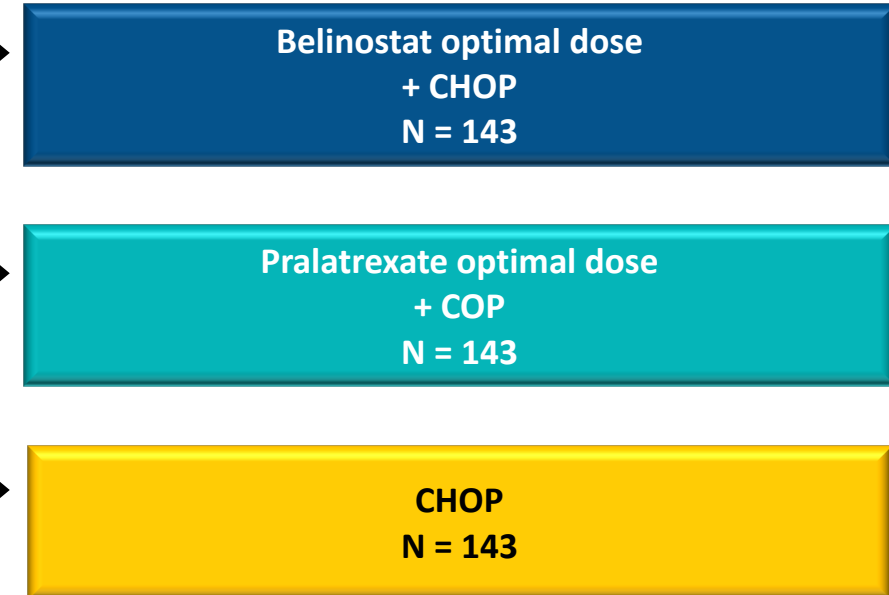 Belinostat optimal dose
+ CHOP
N = 143
Pralatrexate optimal dose
+ COP
N = 143
CHOP
N = 143